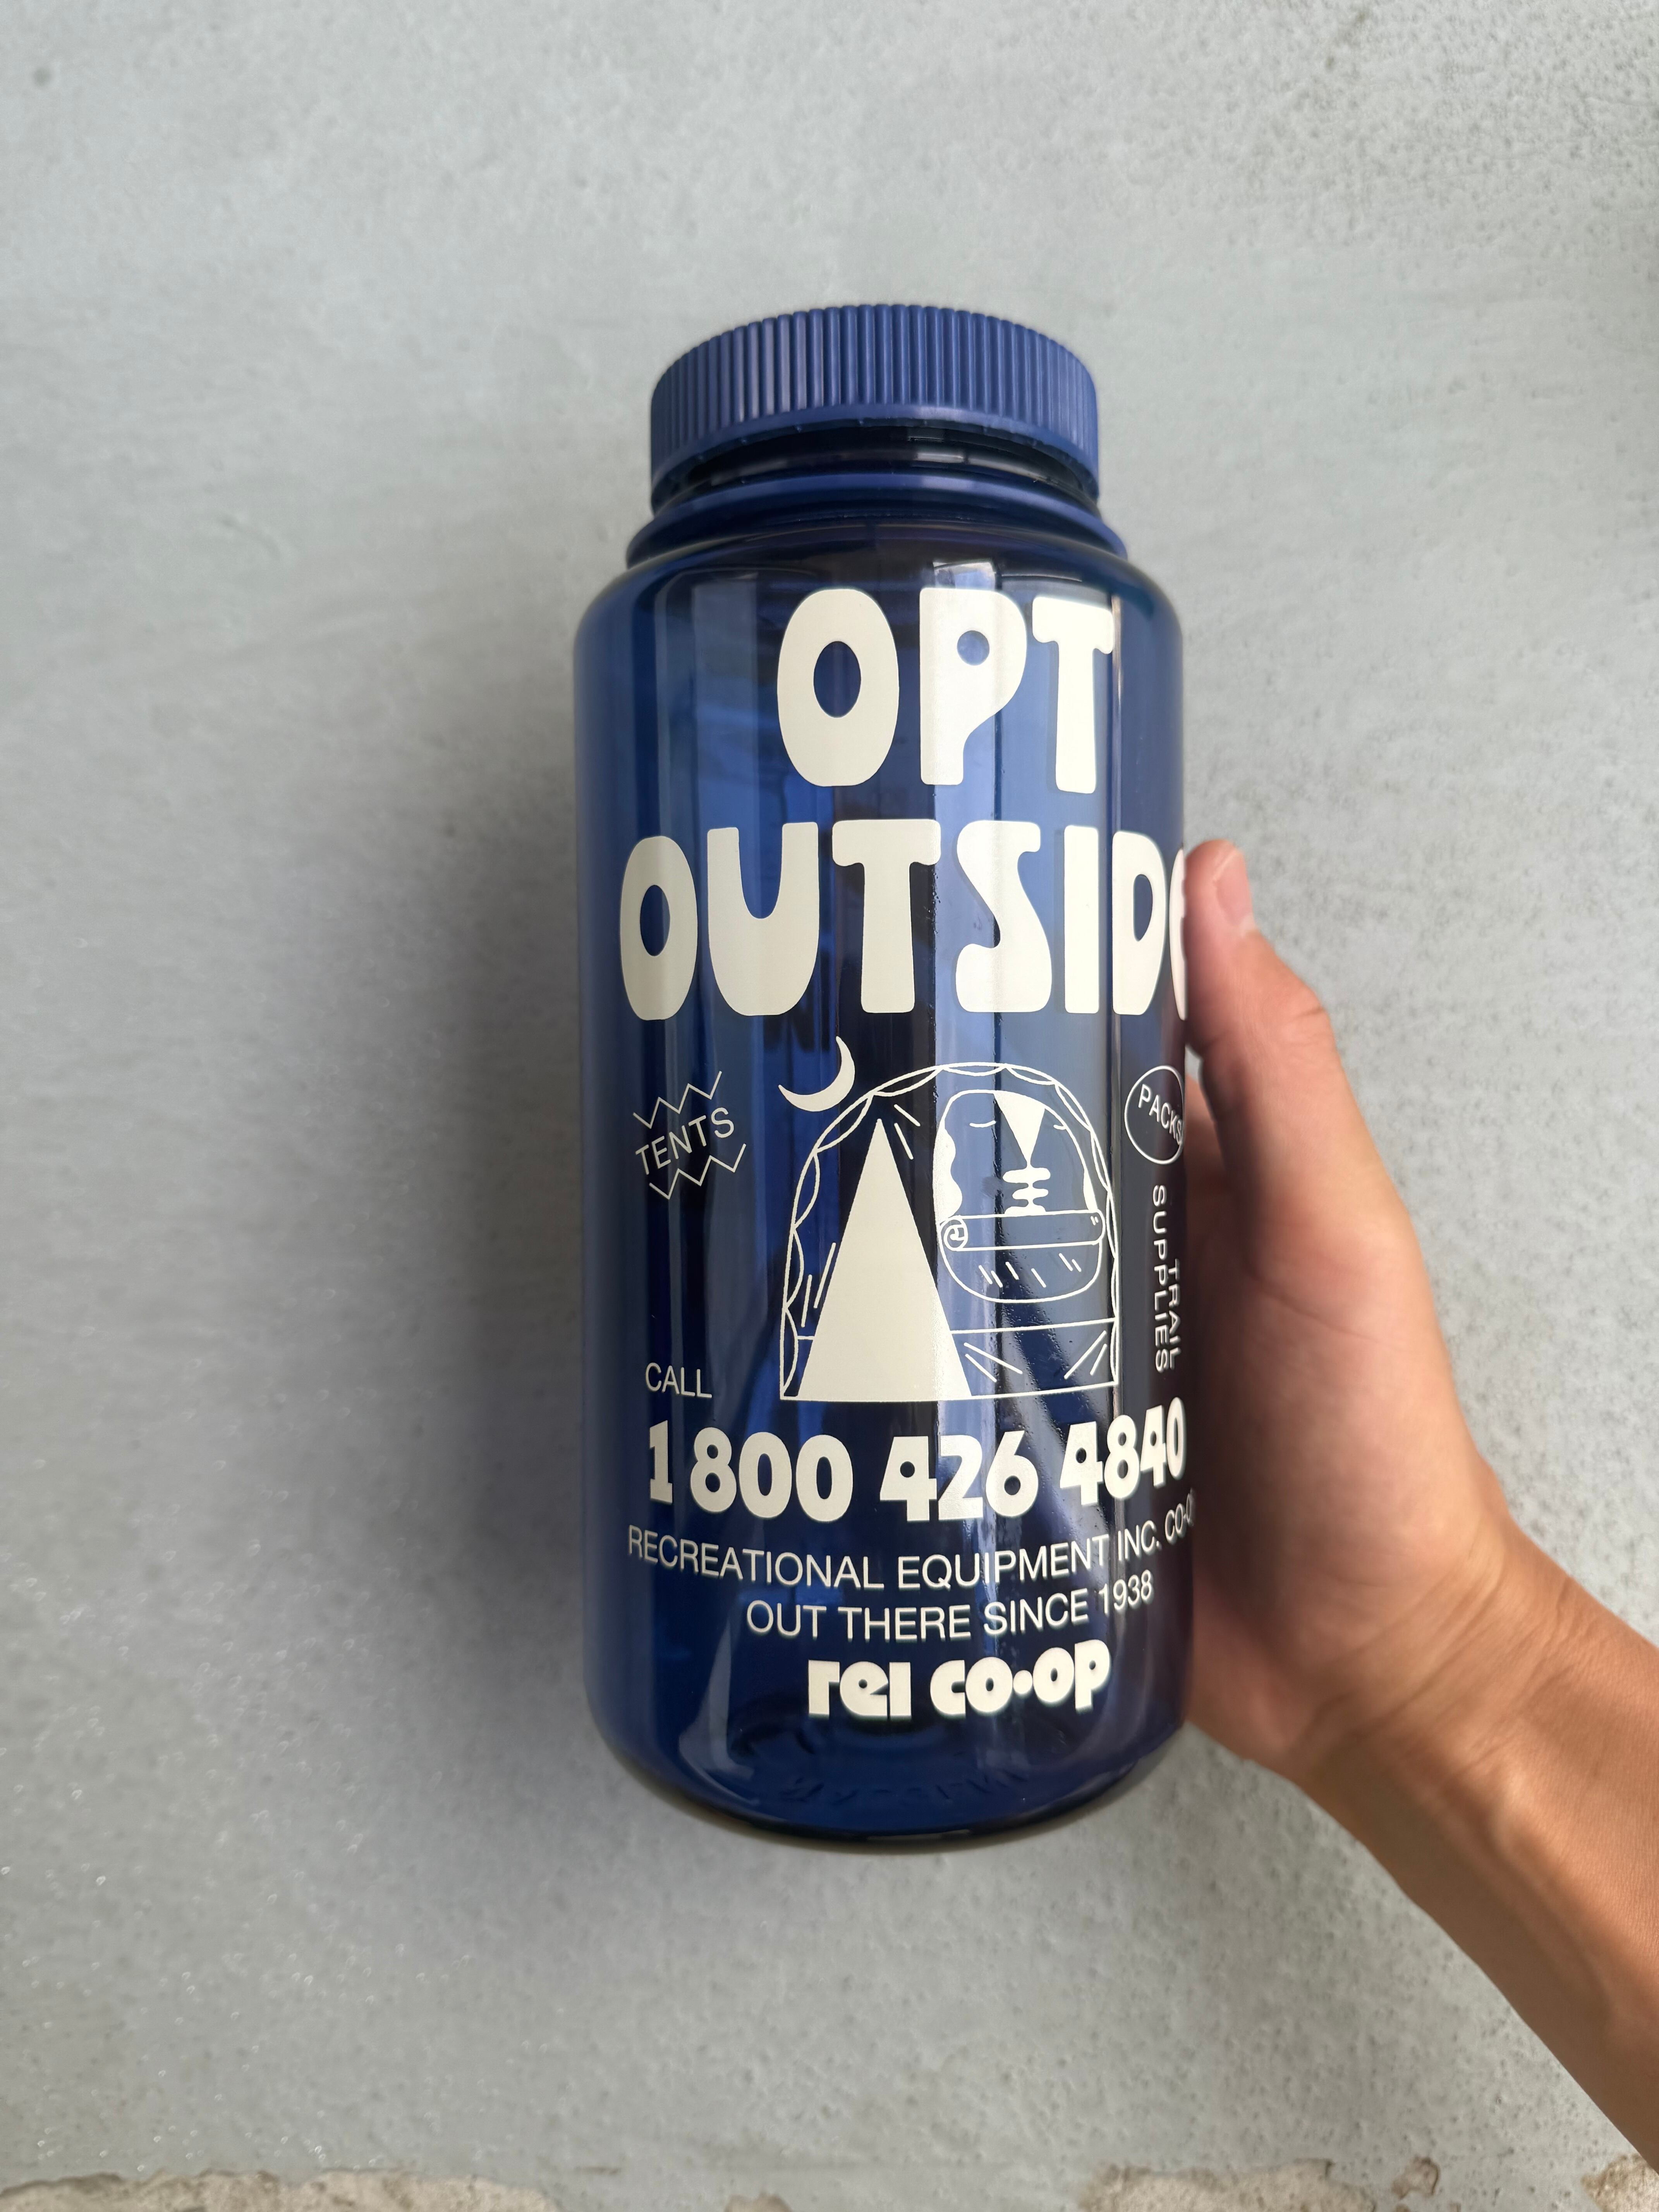 OPT
OUTSIDE
TENTS
PACKS
TRAIL
SUPPLIES
CALL
1 800 426 4840
RECREATIONAL EQUIPMENT INC. CO-O
OUT THERE SINCE 1938
rei co·op